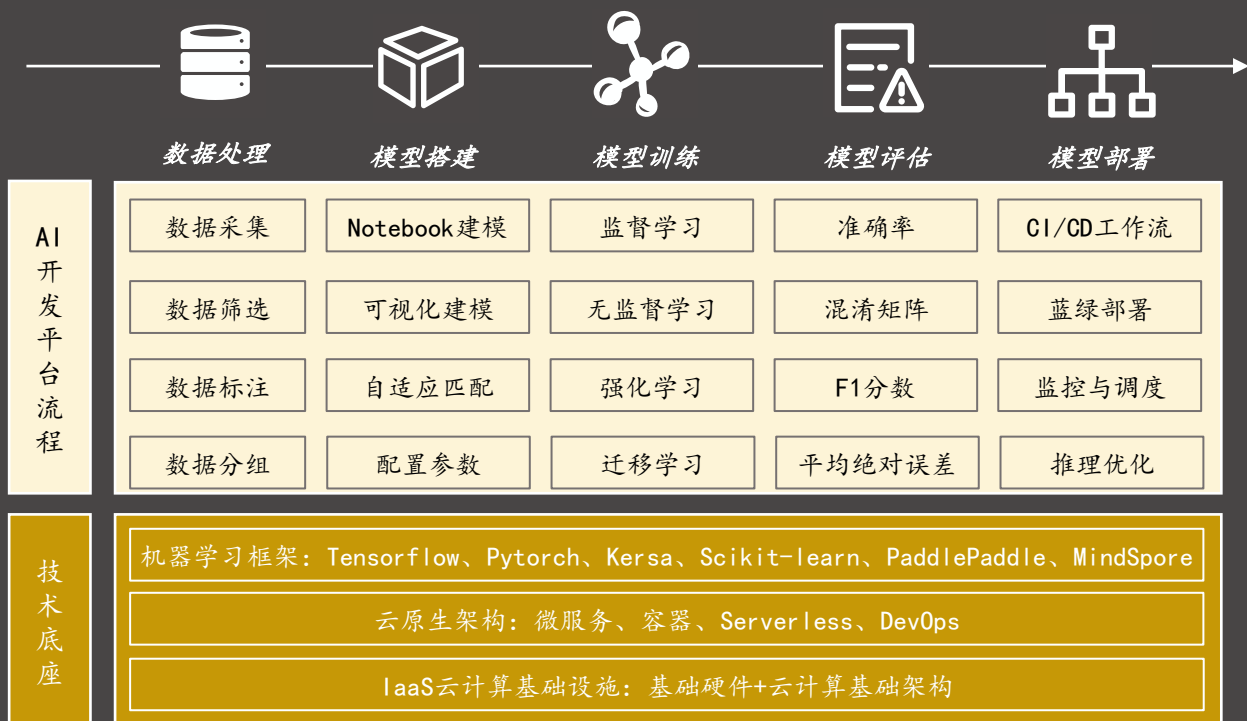 数据处理 模型搭建 模型训练 模型评估 模型部署
AI开发平台流程
数据采集 Notebook建模 监督学习 准确率 CI/CD工作流
数据筛选 可视化建模 无监督学习 混淆矩阵 蓝绿部署
数据标注 自适应匹配 强化学习 F1分数 监控与调度
数据分组 配置参数 迁移学习 平均绝对误差 推理优化
技术底座
机器学习框架：Tensorflow、Pytorch、Kersa、Scikit-learn、PaddlePaddle、MindSpore
云原生架构：微服务、容器、Serverless、DevOps
IaaS云计算基础设施：基础硬件+云计算基础架构